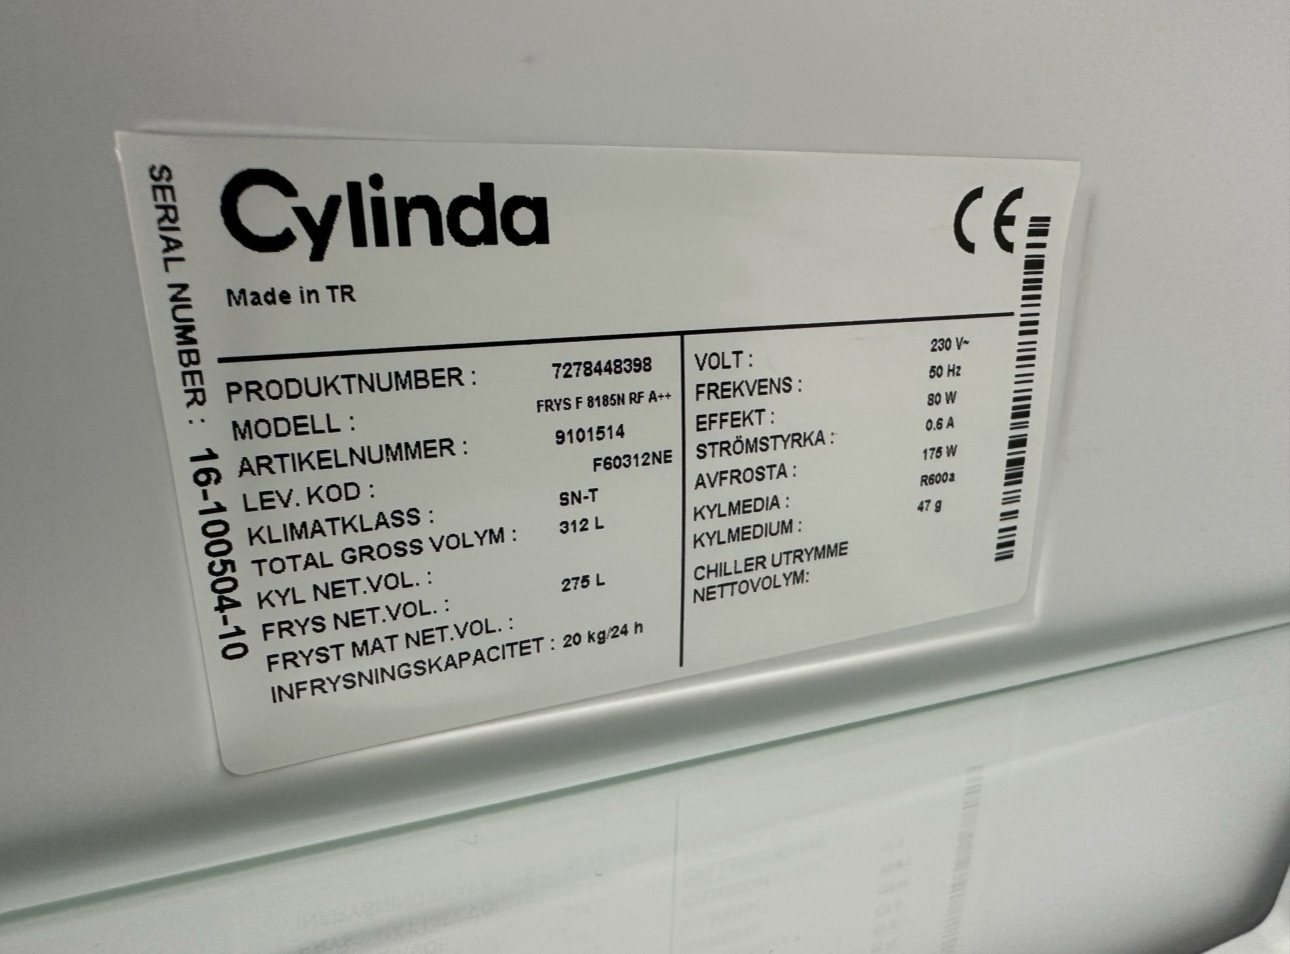 Cylinda
CE
Made in TR
SERIAL NUMBER : 16-100504-10
PRODUKTNUMBER : 7278448398
MODELL : FRYS F 8185N RF A++
ARTIKELNUMMER : 9101514
LEV. KOD : F60312NE
KLIMATKLASS : SN-T
TOTAL GROSS VOLYM : 312 L
KYL NET.VOL. :
FRYS NET.VOL. : 275 L
FRYST MAT NET.VOL. :
INFRYSNINGSKAPACITET : 20 kg/24 h
VOLT : 230 V~
FREKVENS : 50 Hz
EFFEKT : 80 W
STRÖMSTYRKA : 0.6 A
AVFROSTA : 175 W
KYLMEDIA : R600a
KYLMEDIUM : 47 g
CHILLER UTRYMME
NETTOVOLYM: